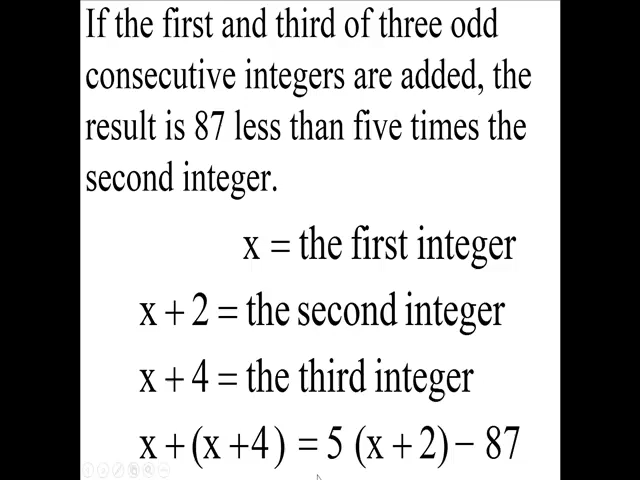 If the first and third of three odd
consecutive integers are added, the
result is 87 less than five times the
second integer.
x = the first integer
x + 2 = the second integer
x + 4 = the third integer
x + (x + 4 ) = 5 (x + 2) − 87